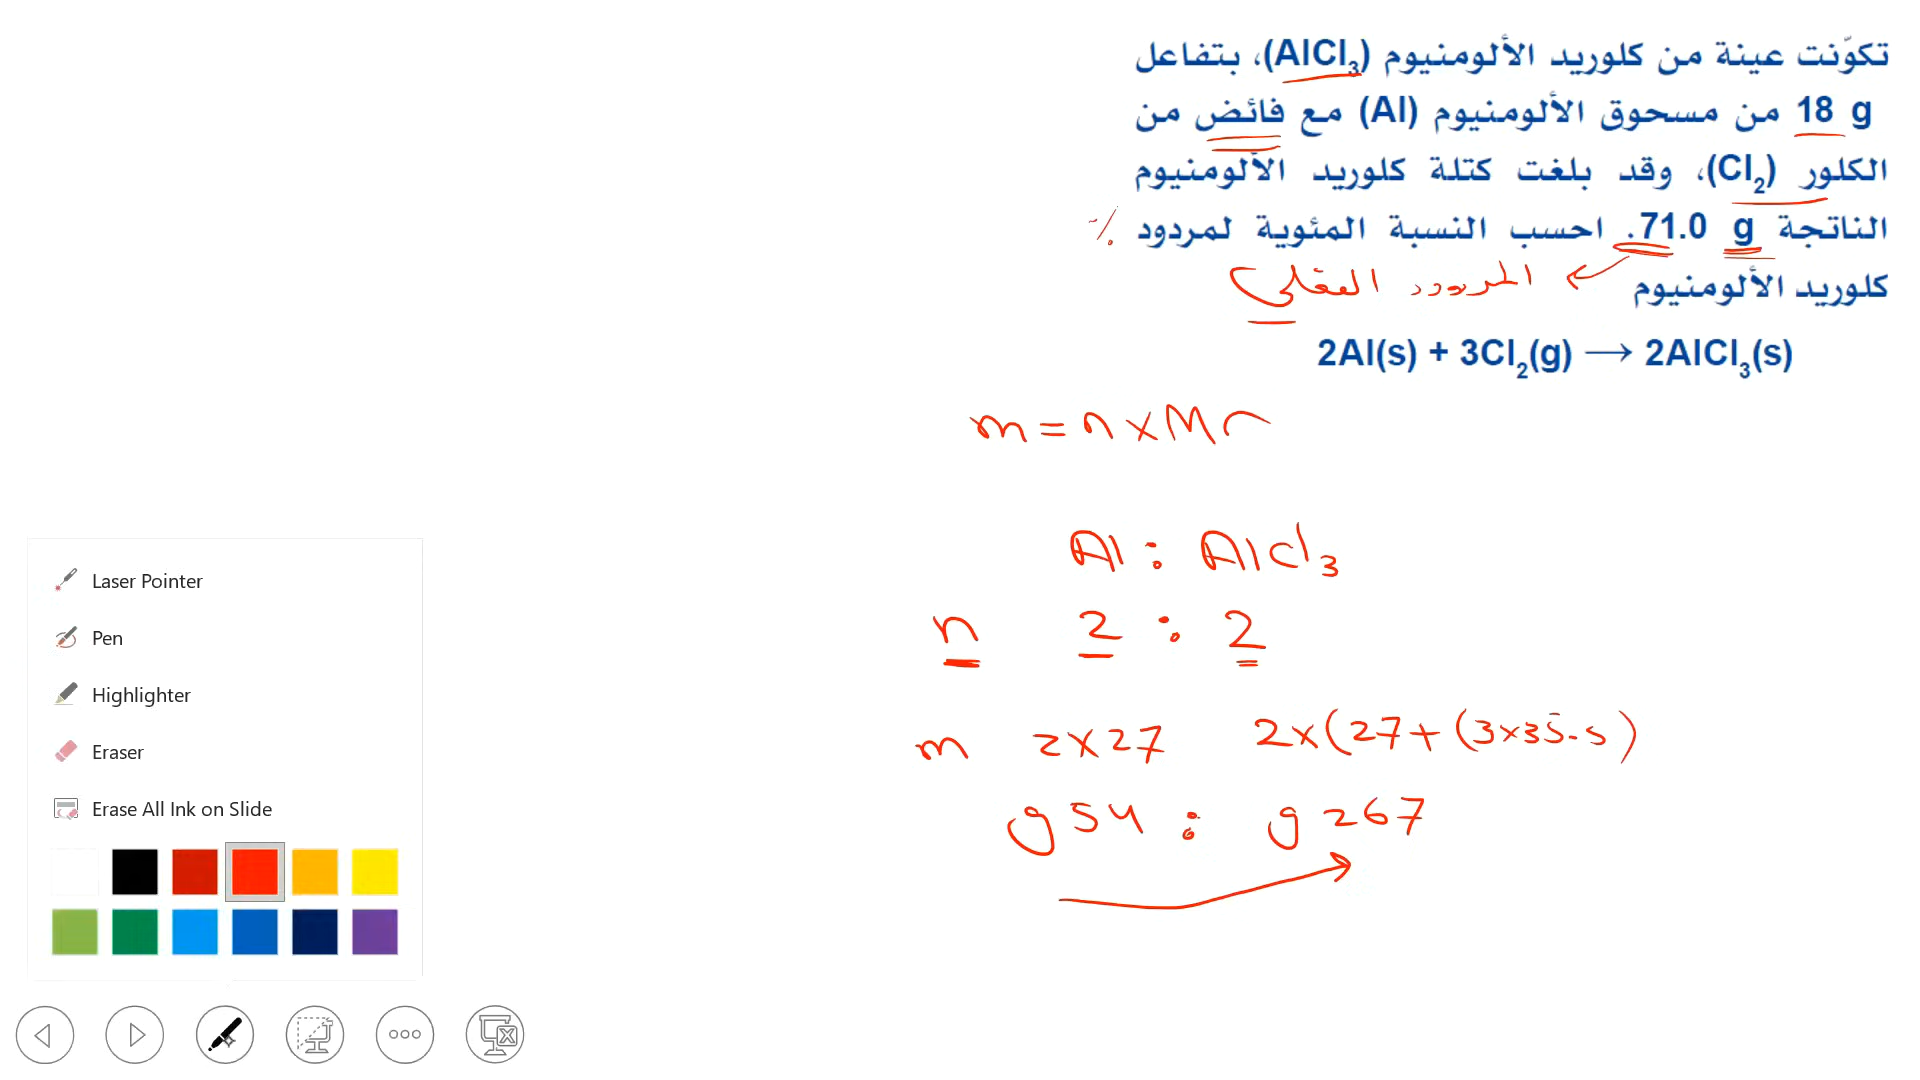 تكوّنت عينة من كلوريد الألومنيوم (AlCl₃)، بتفاعل
18 g من مسحوق الألومنيوم (Al) مع فائض من
الكلور (Cl₂)، وقد بلغت كتلة كلوريد الألومنيوم
الناتجة 71.0 g. احسب النسبة المئوية لمردود
%
كلوريد الألومنيوم
المردود الفعلي
2Al(s) + 3Cl₂(g) ⟶ 2AlCl₃(s)
m = n × Mr
Al : AlCl₃
n 2 : 2
m 2×27 2×(27+(3×35.5)
g 54 : g 267
Laser Pointer
Pen
Highlighter
Eraser
Erase All Ink on Slide